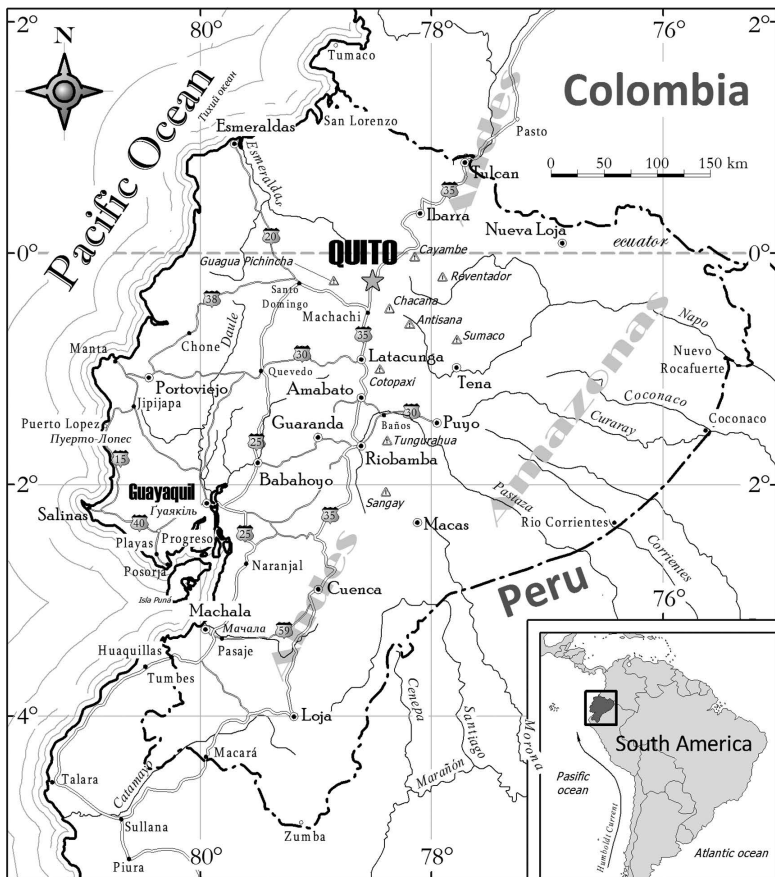 80°
78°
76°
N
Tumaco
Тихий океан
Pacific Ocean
Colombia
San Lorenzo
Andes
Pasto
Esmeraldas
Esmeraldas
Tulcan
0 25 50 100 150 km
35
Ibarra
Nueva Loja
20
QUITO
Cayambe
ecuator
0°
0°
Guagua Pichincha
Reventador
Santo
Domingo
38
Chacana
Machachi
Antisana
Amazonas
Daule
Chone
35
Sumaco
Napo
Manta
30
Latacunga
Nuevo
Rocafuerte
Quevedo
Cotopaxi
Tena
Portoviejo
Amabato
Coconaco
Jipijapa
30
Puerto Lopez
Пуерто-Лопес
Guaranda
Baños
Puyo
Curaray
Coconaco
25
Tungurahua
15
Riobamba
Babahoyo
2°
2°
Guayaquil
Гуаякіль
Sangay
Pastaza
Salinas
35
40
Macas
Rio Corrientes
Playas
Progreso
25
Posorja
Naranjal
Corrientes
Andes
Peru
Cuenca
76°
Isla Puná
Machala
Мачала
59
Huaquillas
Pasaje
Tumbes
Cenepa
Santiago
Morona
4°
Loja
South America
Macará
Marañón
Catamayo
Talara
Pasific
ocean
Sullana
Zumba
Humboldt Current
Piura
Atlantic ocean
80°
78°